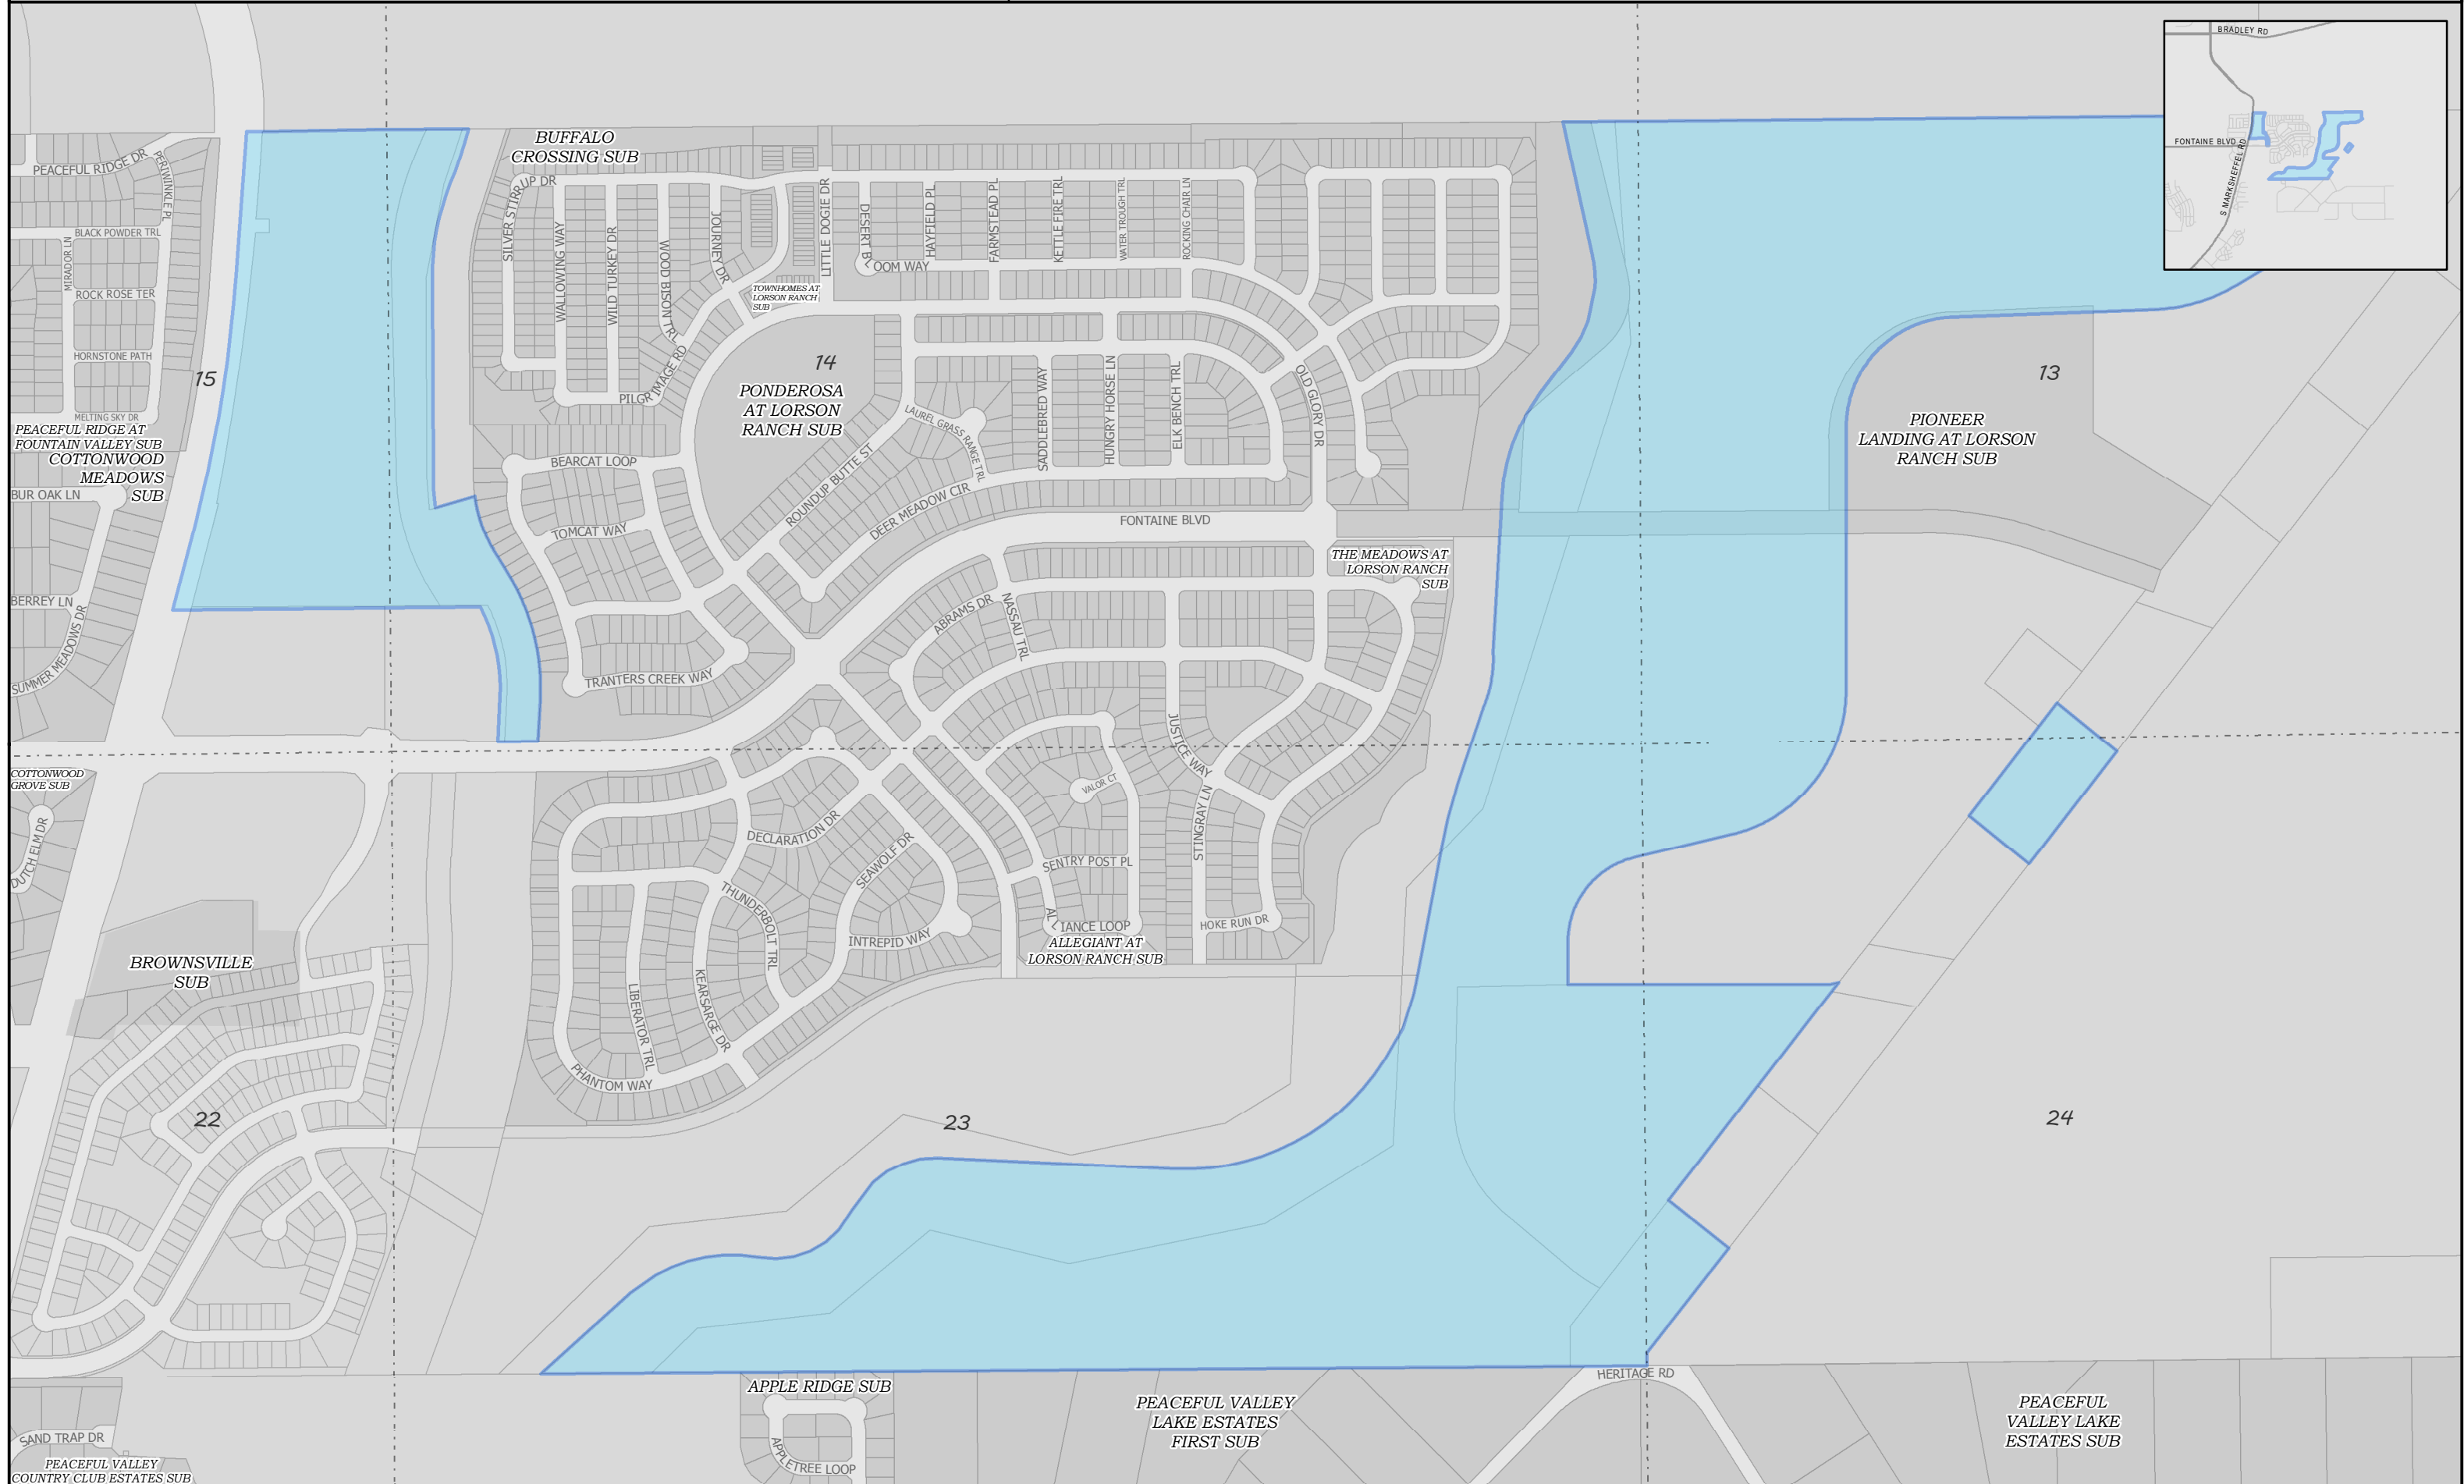 BRADLEY RD
FONTAINE BLVD
S MARKSHEFFEL RD
BUFFALO
CROSSING SUB
PEACEFUL RIDGE DR
PERIWINKLE PL
SILVER STIRRUP DR
WALLOWING WAY
WILD TURKEY DR
WOOD BISON TRL
JOURNEY DR
LITTLE DOGIE DR
DESERT BLOOM WAY
HAYFIELD PL
FARMSTEAD PL
KETTLE FIRE TRL
WATER TROUGH TRL
ROCKING CHAIR LN
BLACK POWDER TRL
MIRADOR LN
ROCK ROSE TER
HORNSTONE PATH
MELTING SKY DR
TOWNHOMES AT
LORSON RANCH
SUB
15
14
13
PONDEROSA
AT LORSON
RANCH SUB
PILGRIMAGE RD
PEACEFUL RIDGE AT
FOUNTAIN VALLEY SUB
COTTONWOOD
MEADOWS
SUB
BUR OAK LN
BEARCAT LOOP
TOMCAT WAY
ROUNDUP BUTTE ST
LAUREL GRASS RANGE TRL
DEER MEADOW CIR
SADDLEBRED WAY
HUNGRY HORSE LN
ELK BENCH TRL
OLD GLORY DR
PIONEER
LANDING AT LORSON
RANCH SUB
FONTAINE BLVD
THE MEADOWS AT
LORSON RANCH
SUB
BERREY LN
SUMMER MEADOWS DR
ABRAMS DR
NASSAU TRL
TRANTERS CREEK WAY
JUSTICE WAY
COTTONWOOD
GROVE SUB
DUTCH ELM DR
VALOR CT
STINGRAY LN
DECLARATION DR
SEAWOLF DR
SENTRY POST PL
THUNDERBOLT TRL
ALLIANCE LOOP
HOKE RUN DR
INTREPID WAY
ALLEGIANT AT
LORSON RANCH SUB
BROWNSVILLE
SUB
LIBERATOR TRL
KEARSARGE DR
PHANTOM WAY
22
23
24
HERITAGE RD
APPLE RIDGE SUB
APPLETREE LOOP
PEACEFUL VALLEY
LAKE ESTATES
FIRST SUB
PEACEFUL
VALLEY LAKE
ESTATES SUB
SAND TRAP DR
PEACEFUL VALLEY
COUNTRY CLUB ESTATES SUB